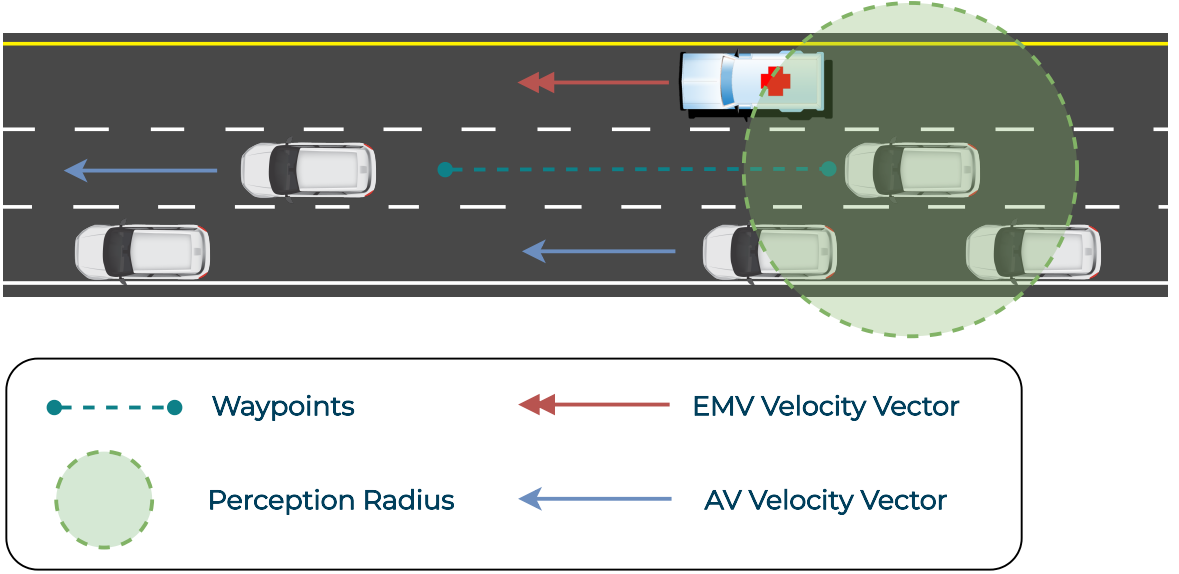 Waypoints
EMV Velocity Vector
Perception Radius
AV Velocity Vector